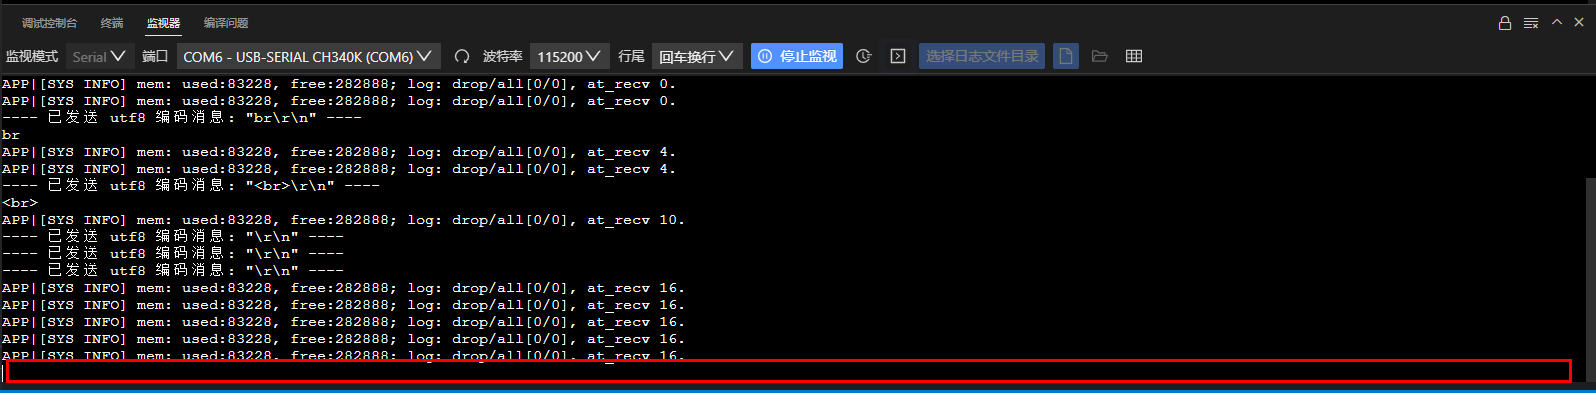 调试控制台 终端 监视器 编译问题
监视模式 Serial 端口 COM6 - USB-SERIAL CH340K (COM6) 波特率 115200 行尾 回车换行 停止监视 选择日志文件目录
APP|[SYS INFO] mem: used:83228, free:282888; log: drop/all[0/0], at_recv 0.
APP|[SYS INFO] mem: used:83228, free:282888; log: drop/all[0/0], at_recv 0.
---- 已发送 utf8 编码消息: "br\r\n" ----
br
APP|[SYS INFO] mem: used:83228, free:282888; log: drop/all[0/0], at_recv 4.
APP|[SYS INFO] mem: used:83228, free:282888; log: drop/all[0/0], at_recv 4.
---- 已发送 utf8 编码消息: "<br>\r\n" ----
<br>
APP|[SYS INFO] mem: used:83228, free:282888; log: drop/all[0/0], at_recv 10.
---- 已发送 utf8 编码消息: "\r\n" ----
---- 已发送 utf8 编码消息: "\r\n" ----
---- 已发送 utf8 编码消息: "\r\n" ----
APP|[SYS INFO] mem: used:83228, free:282888; log: drop/all[0/0], at_recv 16.
APP|[SYS INFO] mem: used:83228, free:282888; log: drop/all[0/0], at_recv 16.
APP|[SYS INFO] mem: used:83228, free:282888; log: drop/all[0/0], at_recv 16.
APP|[SYS INFO] mem: used:83228, free:282888; log: drop/all[0/0], at_recv 16.
APP|[SYS INFO] mem: used:83228, free:282888; log: drop/all[0/0], at_recv 16.